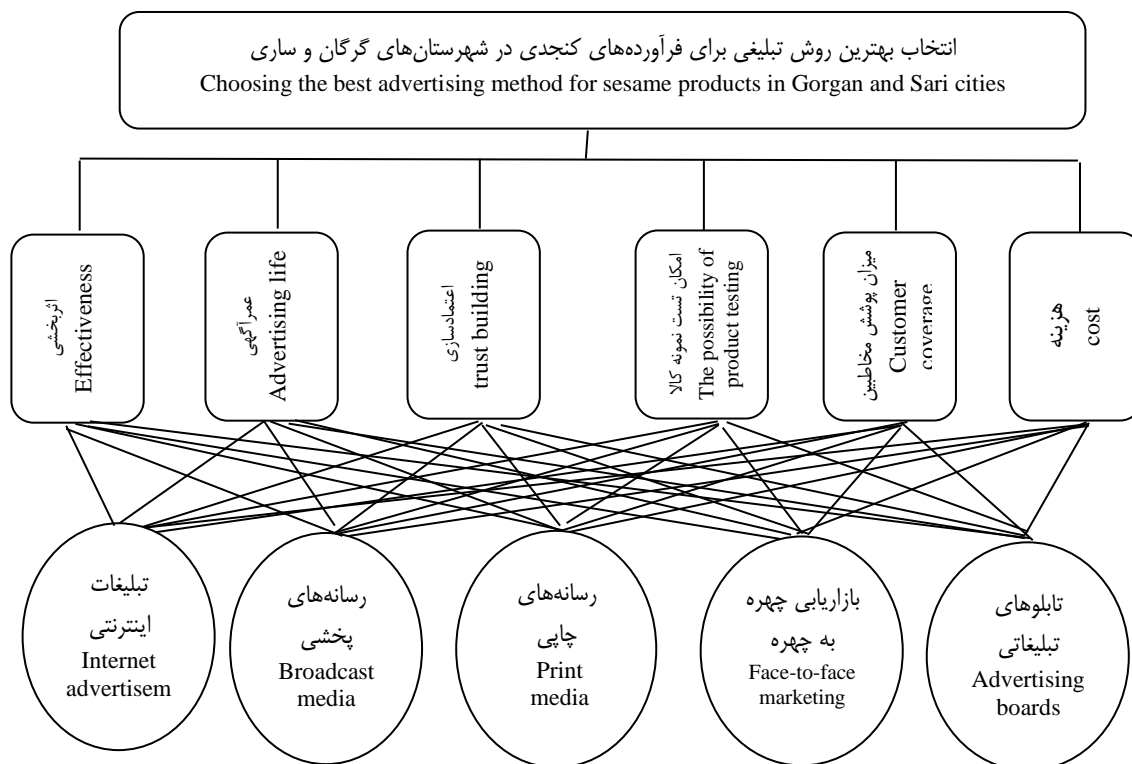 انتخاب بهترین روش تبلیغی برای فرآورده‌های کنجدی در شهرستان‌های گرگان و ساری
Choosing the best advertising method for sesame products in Gorgan and Sari cities
اثربخشی
Effectiveness
عمرآگهی
Advertising life
اعتمادسازی
trust building
امکان تست نمونه کالا
The possibility of
product testing
میزان پوشش مخاطبین
Customer
coverage
هزینه
cost
تبلیغات
اینترنتی
Internet
advertisem
رسانه‌های
پخشی
Broadcast
media
رسانه‌های
چاپی
Print
media
بازاریابی چهره
به چهره
Face-to-face
marketing
تابلوهای
تبلیغاتی
Advertising
boards